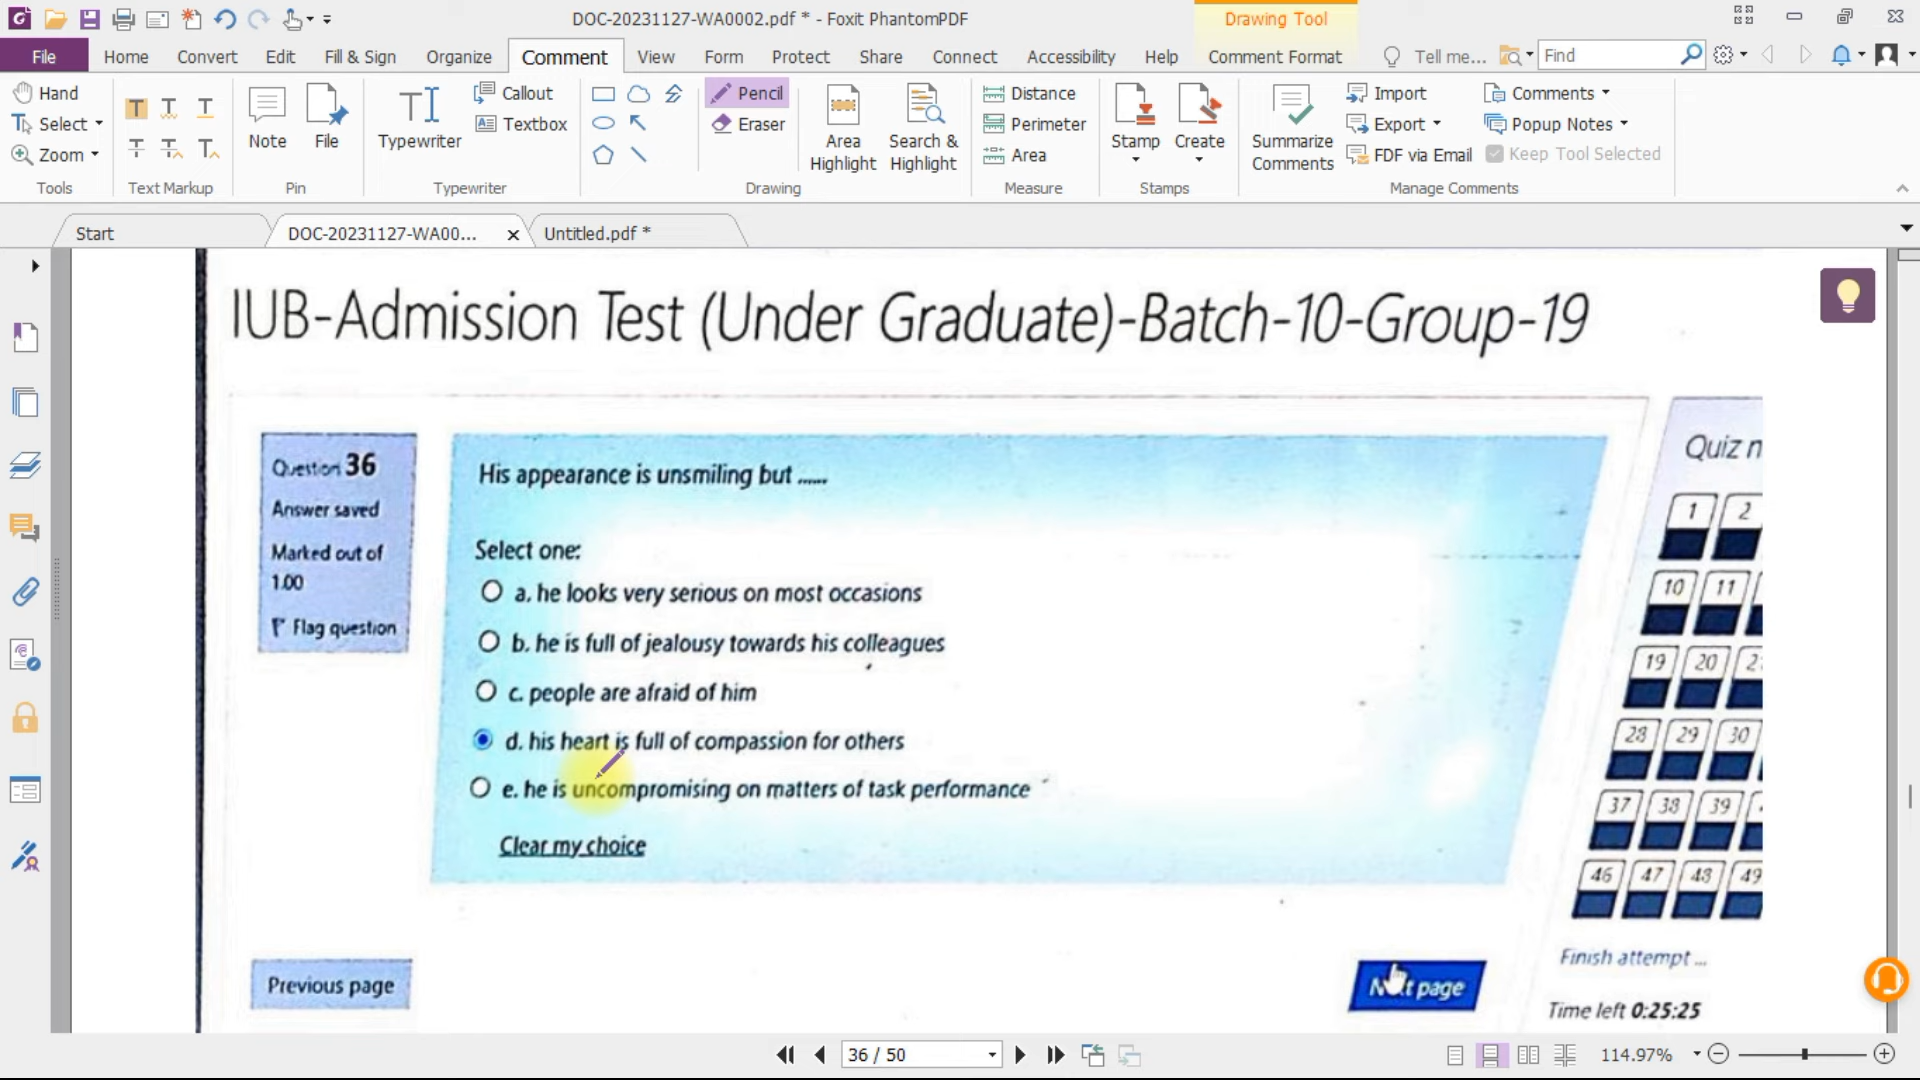 DOC-20231127-WA0002.pdf * - Foxit PhantomPDF
Drawing Tool
File
Home
Convert
Edit
Fill & Sign
Organize
Comment
View
Form
Protect
Share
Connect
Accessibility
Help
Comment Format
Tell me...
Find
Hand
Select
Zoom
Tools
Text Markup
Note
File
Pin
Typewriter
Callout
Textbox
Typewriter
Pencil
Eraser
Area
Highlight
Search &
Highlight
Drawing
Distance
Perimeter
Area
Measure
Stamp
Create
Stamps
Summarize
Comments
Import
Export
FDF via Email
Comments
Popup Notes
Keep Tool Selected
Manage Comments
Start
DOC-20231127-WA00...
Untitled.pdf *
IUB-Admission Test (Under Graduate)-Batch-10-Group-19
Question 36
Answer saved
Marked out of
1.00
Flag question
His appearance is unsmiling but ......
Select one:
a. he looks very serious on most occasions
b. he is full of jealousy towards his colleagues
c. people are afraid of him
d. his heart is full of compassion for others
e. he is uncompromising on matters of task performance
Clear my choice
Quiz n
1 2
10 11
19 20 2
28 29 30
37 38 39
46 47 48 49
Previous page
Next page
Finish attempt ...
Time left 0:25:25
36 / 50
114.97%